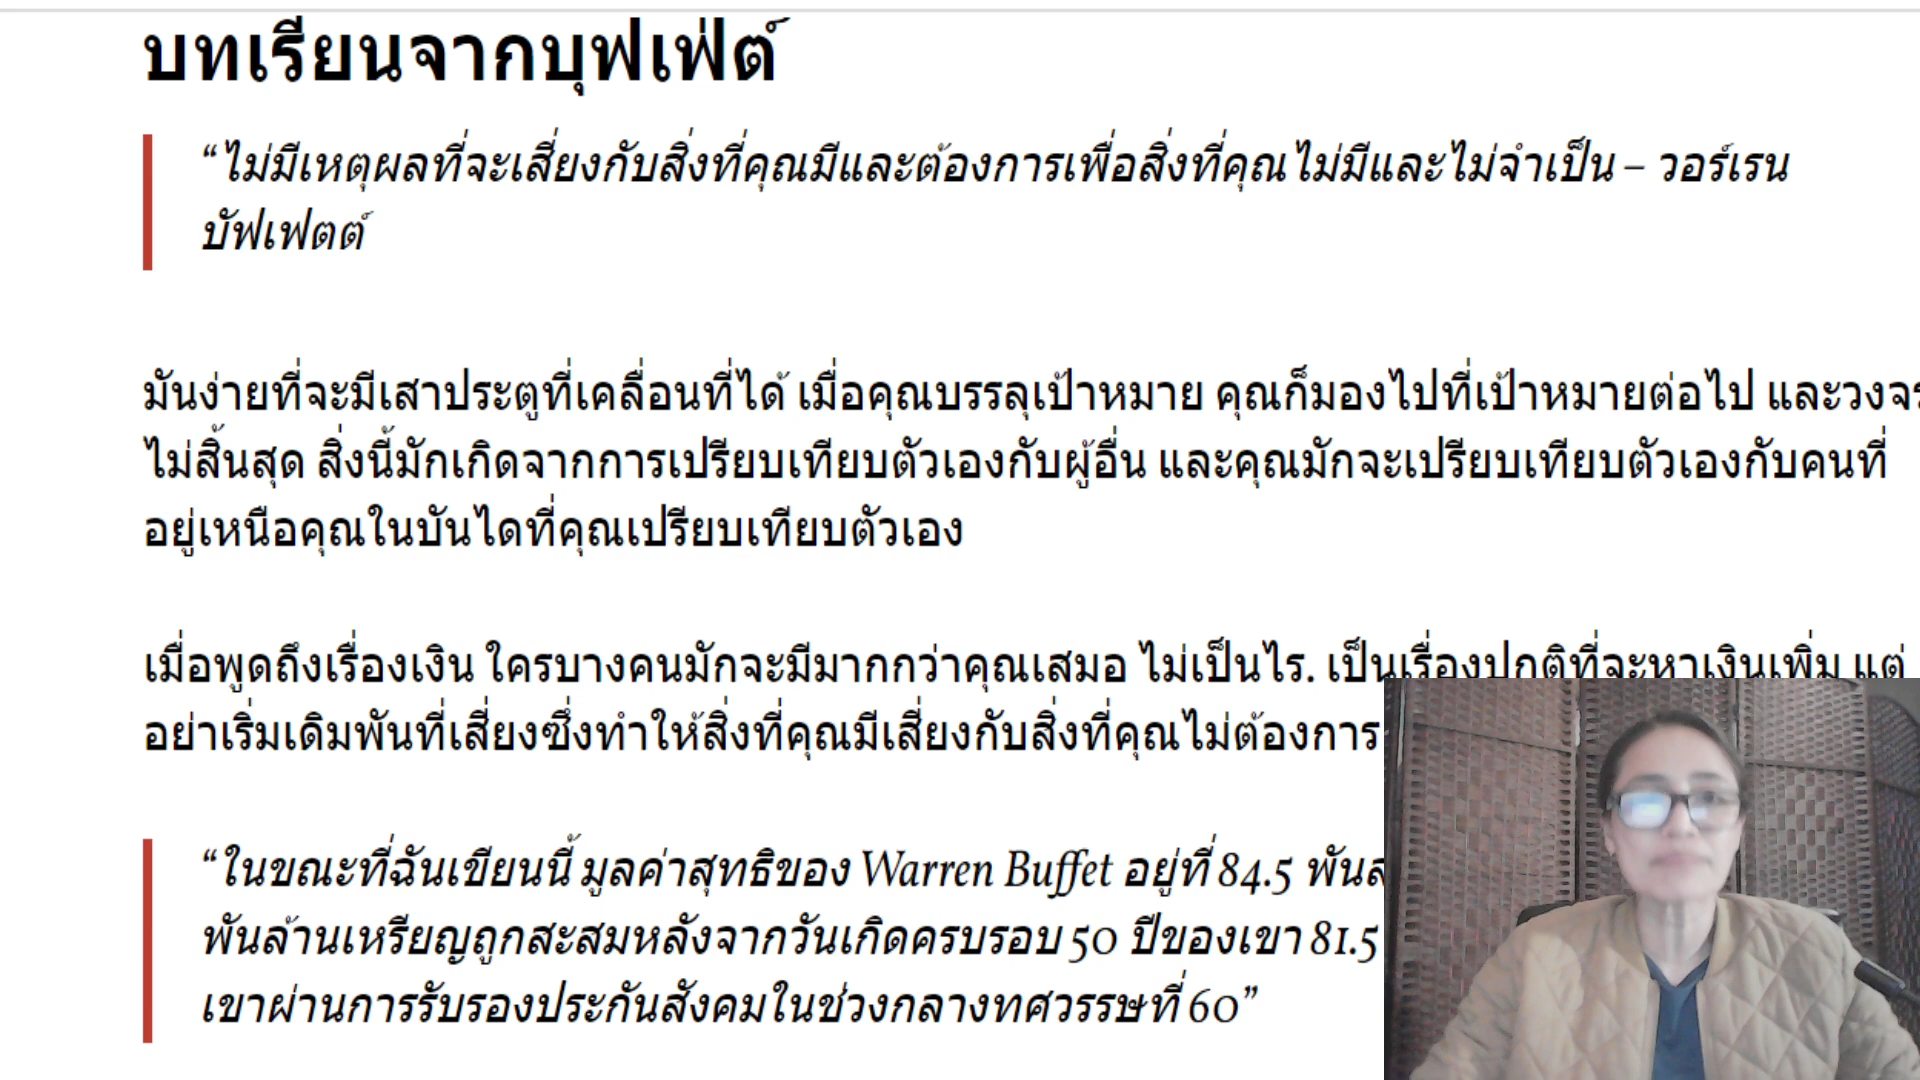 บทเรียนจากบุฟเฟ่ต์
“ ไม่มีเหตุผลที่จะเสี่ยงกับสิ่งที่คุณมีและต้องการเพื่อสิ่งที่คุณไม่มีและไม่จำเป็น – วอร์เรน
บัฟเฟตต์
มันง่ายที่จะมีเสาประตูที่เคลื่อนที่ได้ เมื่อคุณบรรลุเป้าหมาย คุณก็มองไปที่เป้าหมายต่อไป
ไม่สิ้นสุด สิ่งนี้มักเกิดจากการเปรียบเทียบตัวเองกับผู้อื่น และคุณมักจะเปรียบเทียบตัวเองกับคนที่
อยู่เหนือคุณในบันไดที่คุณเปรียบเทียบตัวเอง
เมื่อพูดถึงเรื่องเงิน ใครบางคนมักจะมีมากกว่าคุณเสมอ ไม่เป็นไร. เป็นเรื่องปกติที่จะหาเงินเพิ่ม แต่
อย่าเริ่มเดิมพันที่เสี่ยงซึ่งทำให้สิ่งที่คุณมีเสี่ยงกับสิ่งที่คุณไม่ต้องการ
“ ในขณะที่ฉันเขียนนี้ มูลค่าสุทธิของ Warren Buffet อยู่ที่ 84.5
พันล้านเหรียญถูกสะสมหลังจากวันเกิดครบรอบ 50 ปีของเขา 81.5
เขาผ่านการรับรองประกันสังคมในช่วงกลางทศวรรษที่ 60”